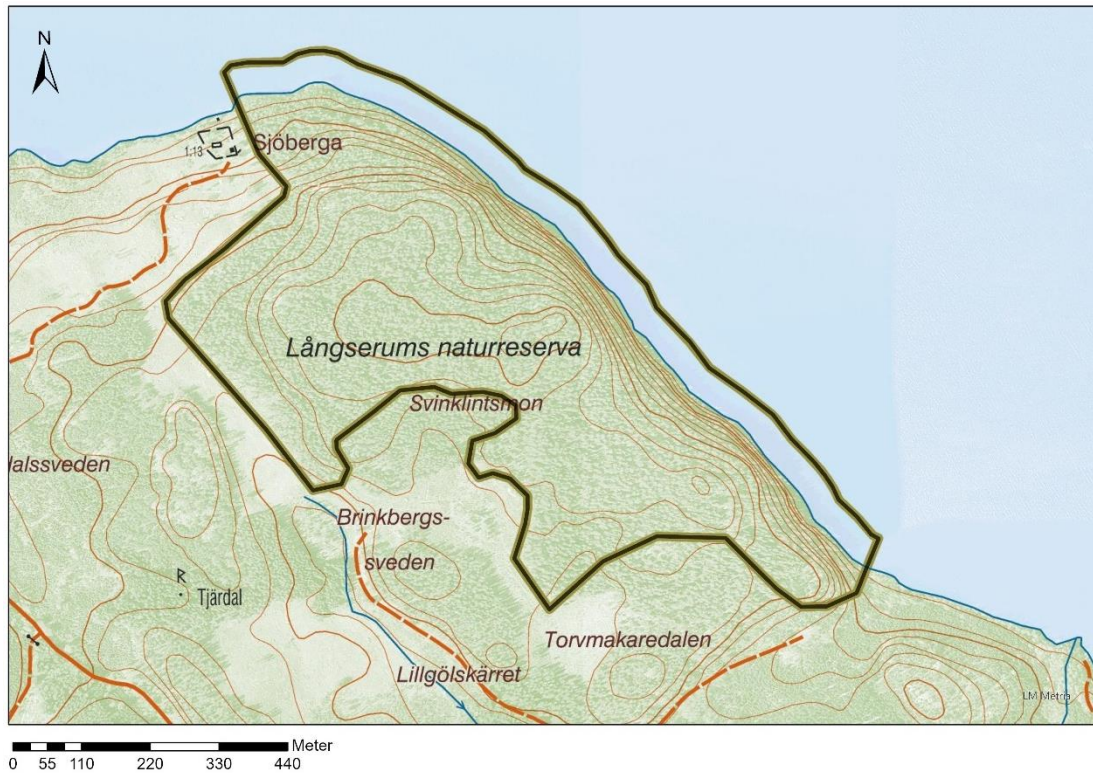 N
Sjöberga
1:13
Långserums naturreserva
Svinklintsmon
lalssveden
Brinkbergs-
sveden
R
Tjärdal
Torvmakaredalen
Lillgölskärret
LM Metria
Meter
0 55 110 220 330 440